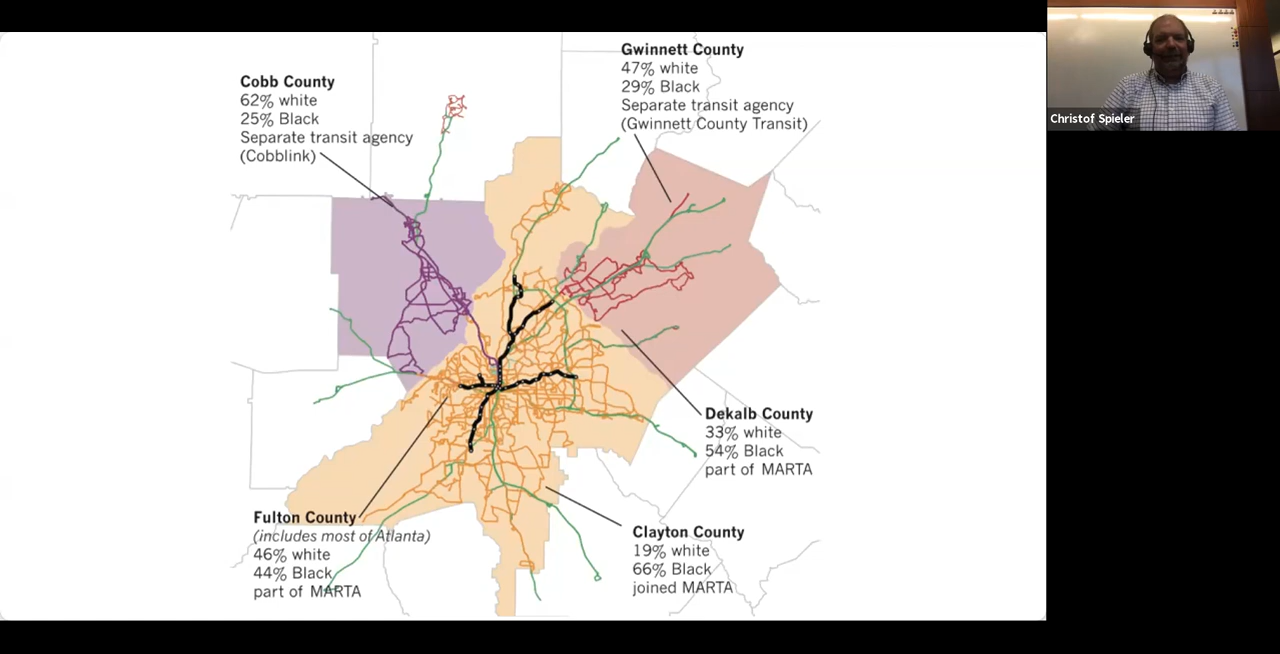 Cobb County
62% white
25% Black
Separate transit agency
(Cobblink)
Gwinnett County
47% white
29% Black
Separate transit agency
(Gwinnett County Transit)
Dekalb County
33% white
54% Black
part of MARTA
Fulton County
(includes most of Atlanta)
46% white
44% Black
part of MARTA
Clayton County
19% white
66% Black
joined MARTA
Christof Spieler